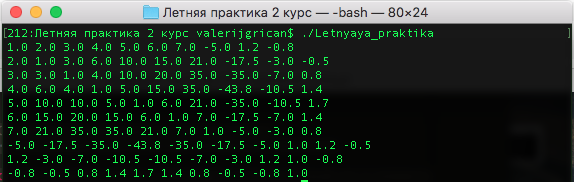 Летняя практика 2 курс — -bash — 80×24
[212:Летняя практика 2 курс valerijgrican$ ./Letnyaya_praktika ]
1.0 2.0 3.0 4.0 5.0 6.0 7.0 -5.0 1.2 -0.8
2.0 1.0 3.0 6.0 10.0 15.0 21.0 -17.5 -3.0 -0.5
3.0 3.0 1.0 4.0 10.0 20.0 35.0 -35.0 -7.0 0.8
4.0 6.0 4.0 1.0 5.0 15.0 35.0 -43.8 -10.5 1.4
5.0 10.0 10.0 5.0 1.0 6.0 21.0 -35.0 -10.5 1.7
6.0 15.0 20.0 15.0 6.0 1.0 7.0 -17.5 -7.0 1.4
7.0 21.0 35.0 35.0 21.0 7.0 1.0 -5.0 -3.0 0.8
-5.0 -17.5 -35.0 -43.8 -35.0 -17.5 -5.0 1.0 1.2 -0.5
1.2 -3.0 -7.0 -10.5 -10.5 -7.0 -3.0 1.2 1.0 -0.8
-0.8 -0.5 0.8 1.4 1.7 1.4 0.8 -0.5 -0.8 1.0